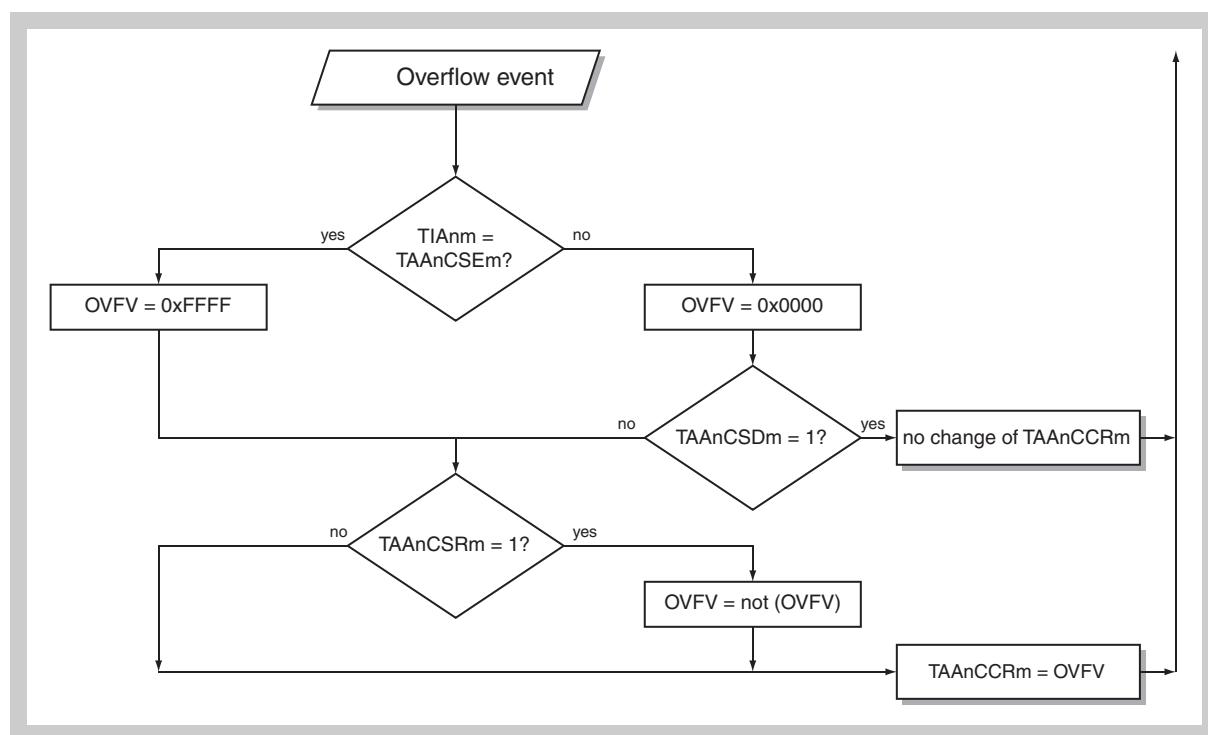 Overflow event
TIAnm =
TAAnCSEm?
yes
no
OVFV = 0xFFFF
OVFV = 0x0000
TAAnCSDm = 1?
no
yes
no change of TAAnCCRm
TAAnCSRm = 1?
no
yes
OVFV = not (OVFV)
TAAnCCRm = OVFV